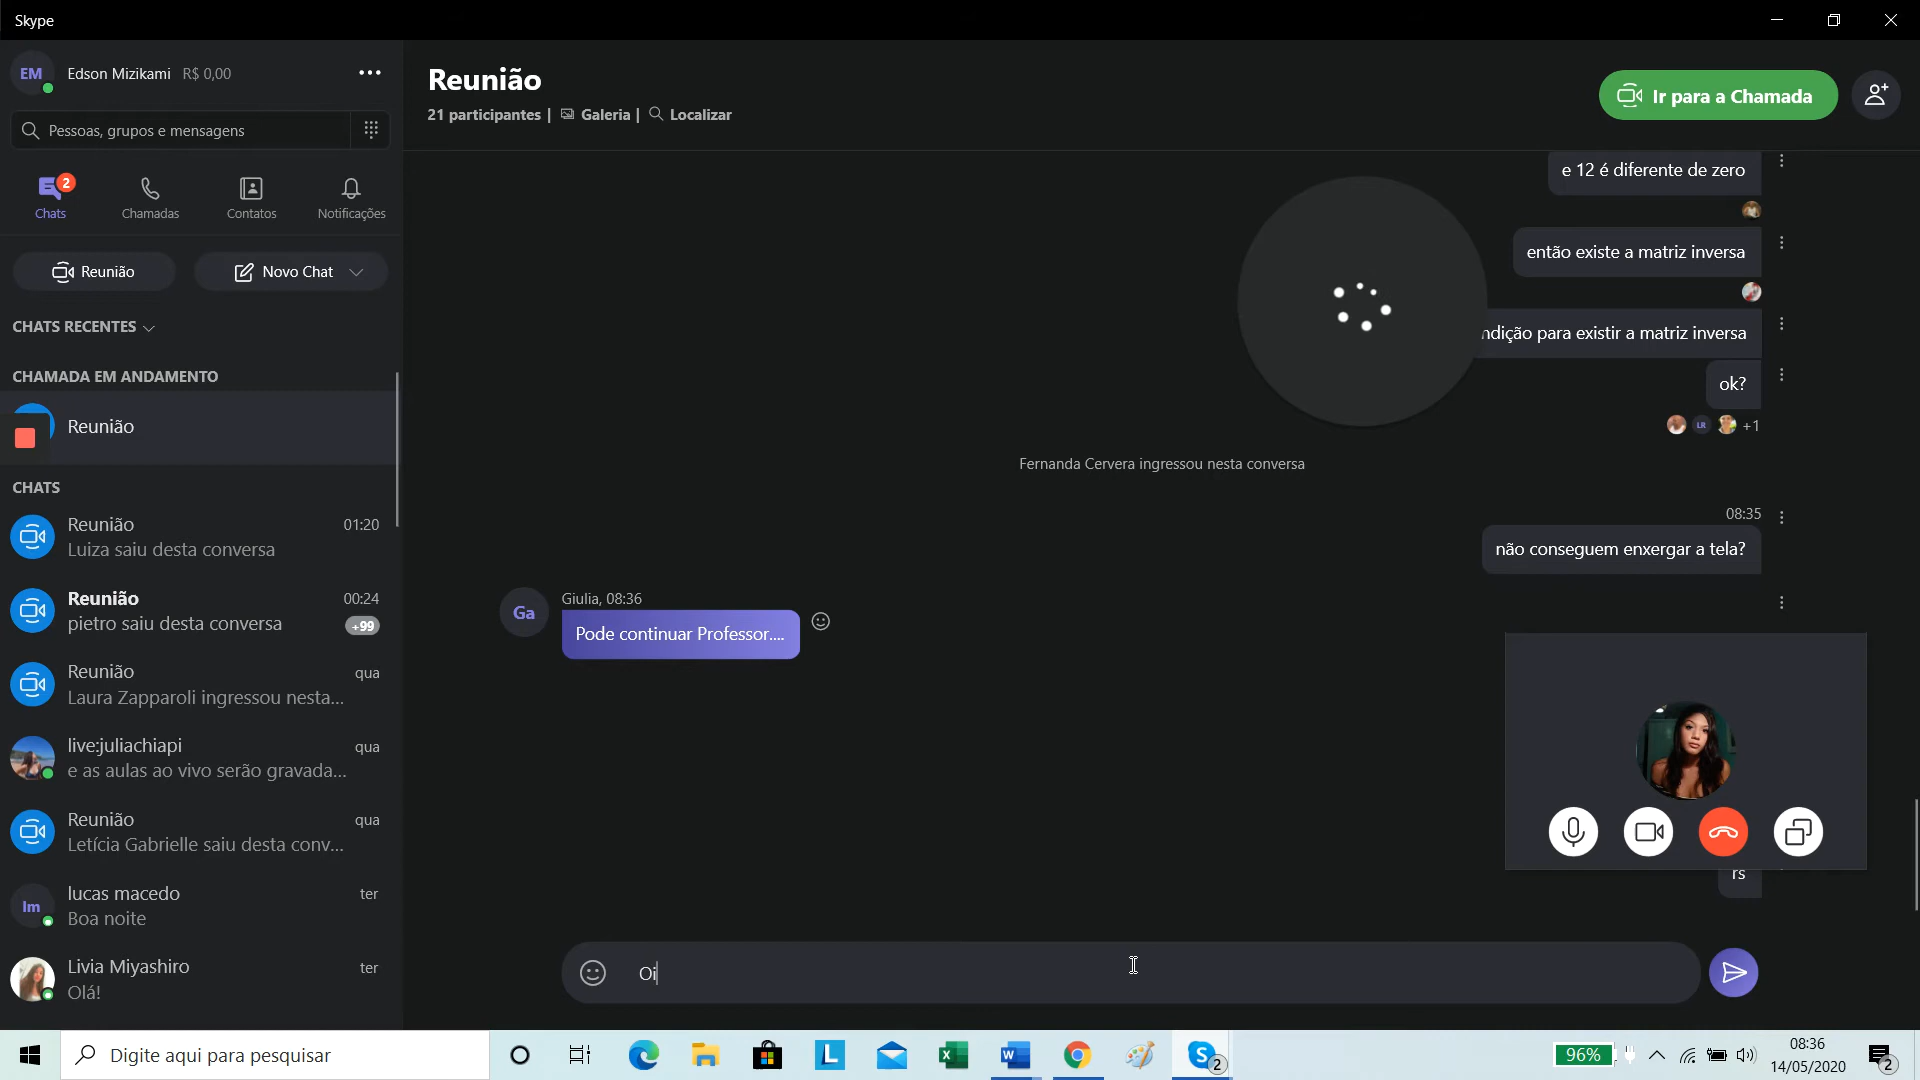 Skype
EM
Edson Mizikami R$ 0,00
Pessoas, grupos e mensagens
2
Chats
Chamadas
Contatos
Notificações
Reunião
Novo Chat
CHATS RECENTES
CHAMADA EM ANDAMENTO
Reunião
CHATS
Reunião 01:20
Luiza saiu desta conversa
Reunião 00:24
pietro saiu desta conversa +99
Reunião qua
Laura Zapparoli ingressou nesta...
live:juliachiapi qua
e as aulas ao vivo serão gravada...
Reunião qua
Letícia Gabrielle saiu desta conv...
lm
lucas macedo ter
Boa noite
Livia Miyashiro ter
Olá!
Reunião
21 participantes | Galeria | Localizar
Ir para a Chamada
e 12 é diferente de zero
então existe a matriz inversa
ndição para existir a matriz inversa
ok?
LR +1
Fernanda Cervera ingressou nesta conversa
08:35
não conseguem enxergar a tela?
Ga
Giulia, 08:36
Pode continuar Professor....
rs
Oi
Digite aqui para pesquisar
L
X
W
S
2
96%
08:36
14/05/2020
2